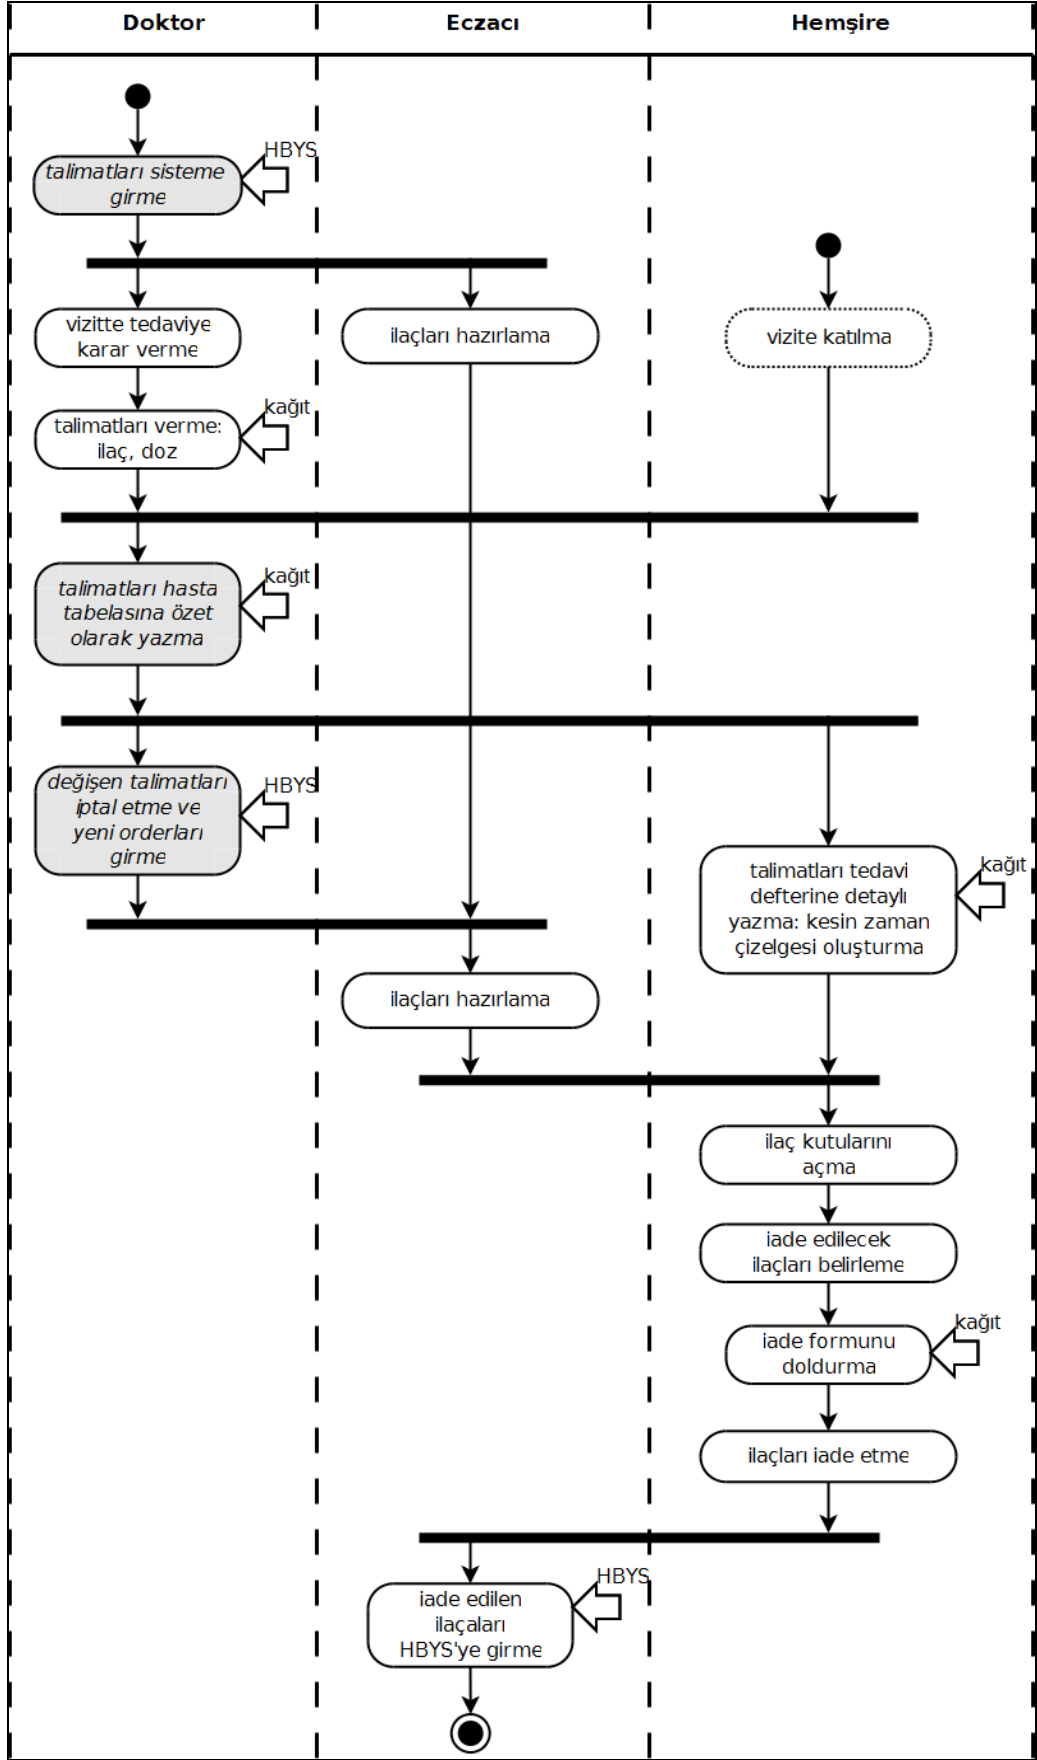 Doktor
Eczacı
Hemşire
HBYS
talimatları sisteme
girme
vizitte tedaviye
karar verme
ilaçları hazırlama
vizite katılma
kağıt
talimatları verme:
ilaç, doz
kağıt
talimatları hasta
tabelasına özet
olarak yazma
HBYS
değişen talimatları
iptal etme ve
yeni orderları
girme
kağıt
talimatları tedavi
defterine detaylı
yazma: kesin zaman
çizelgesi oluşturma
ilaçları hazırlama
ilaç kutularını
açma
iade edilecek
ilaçları belirleme
kağıt
iade formunu
doldurma
ilaçları iade etme
HBYS
iade edilen
ilaçaları
HBYS'ye girme